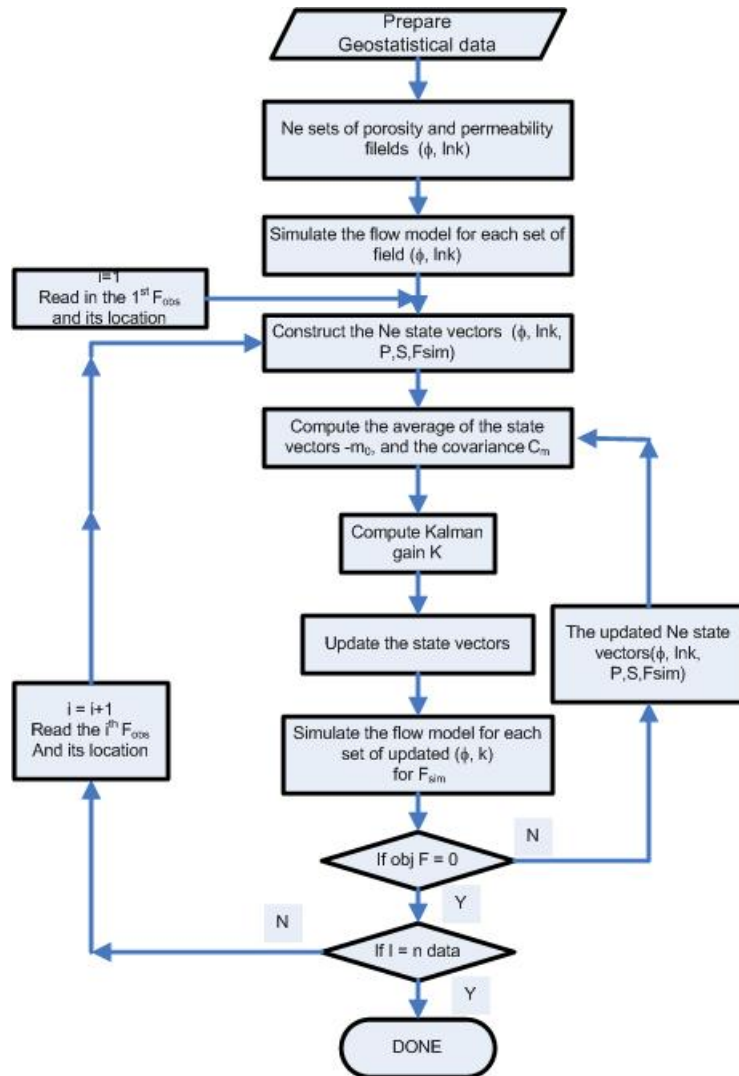 Prepare
Geostatistical data
Ne sets of porosity and permeability
filelds (ϕ, lnk)
Simulate the flow model for each set of
field (ϕ, lnk)
i=1
Read in the 1st Fobs
and its location
Construct the Ne state vectors (ϕ, lnk,
P,S,Fsim)
Compute the average of the state
vectors -m0, and the covariance Cm
Compute Kalman
gain K
Update the state vectors
The updated Ne state
vectors(ϕ, lnk,
P,S,Fsim)
i = i+1
Read the ith Fobs
And its location
Simulate the flow model for each
set of updated (ϕ, k)
for Fsim
If obj F = 0
N
Y
N
If I = n data
Y
DONE